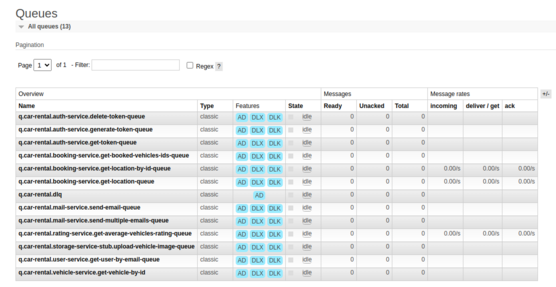 Queues
All queues (13)
Pagination
Page 1 of 1 - Filter: Regex ?
+/-
Overview Messages Message rates
Name Type Features State Ready Unacked Total incoming deliver / get ack
q.car-rental.auth-service.delete-token-queue classic AD DLX DLK idle 0 0 0
q.car-rental.auth-service.generate-token-queue classic AD DLX DLK idle 0 0 0
q.car-rental.auth-service.get-token-queue classic AD DLX DLK idle 0 0 0
q.car-rental.booking-service.get-booked-vehicles-ids-queue classic AD DLX DLK idle 0 0 0
q.car-rental.booking-service.get-location-by-id-queue classic AD DLX DLK idle 0 0 0 0.00/s 0.00/s 0.00/s
q.car-rental.booking-service.get-location-queue classic AD DLX DLK idle 0 0 0 0.00/s 0.00/s 0.00/s
q.car-rental.dlq classic AD idle 0 0 0
q.car-rental.mail-service.send-email-queue classic AD DLX DLK idle 0 0 0
q.car-rental.mail-service.send-multiple-emails-queue classic AD DLX DLK idle 0 0 0
q.car-rental.rating-service.get-average-vehicles-rating-queue classic AD DLX DLK idle 0 0 0 0.00/s 0.00/s 0.00/s
q.car-rental.storage-service-stub.upload-vehicle-image-queue classic AD DLX DLK idle 0 0 0
q.car-rental.user-service.get-user-by-email-queue classic AD DLX DLK idle 0 0 0
q.car-rental.vehicle-service.get-vehicle-by-id classic AD DLX DLK idle 0 0 0